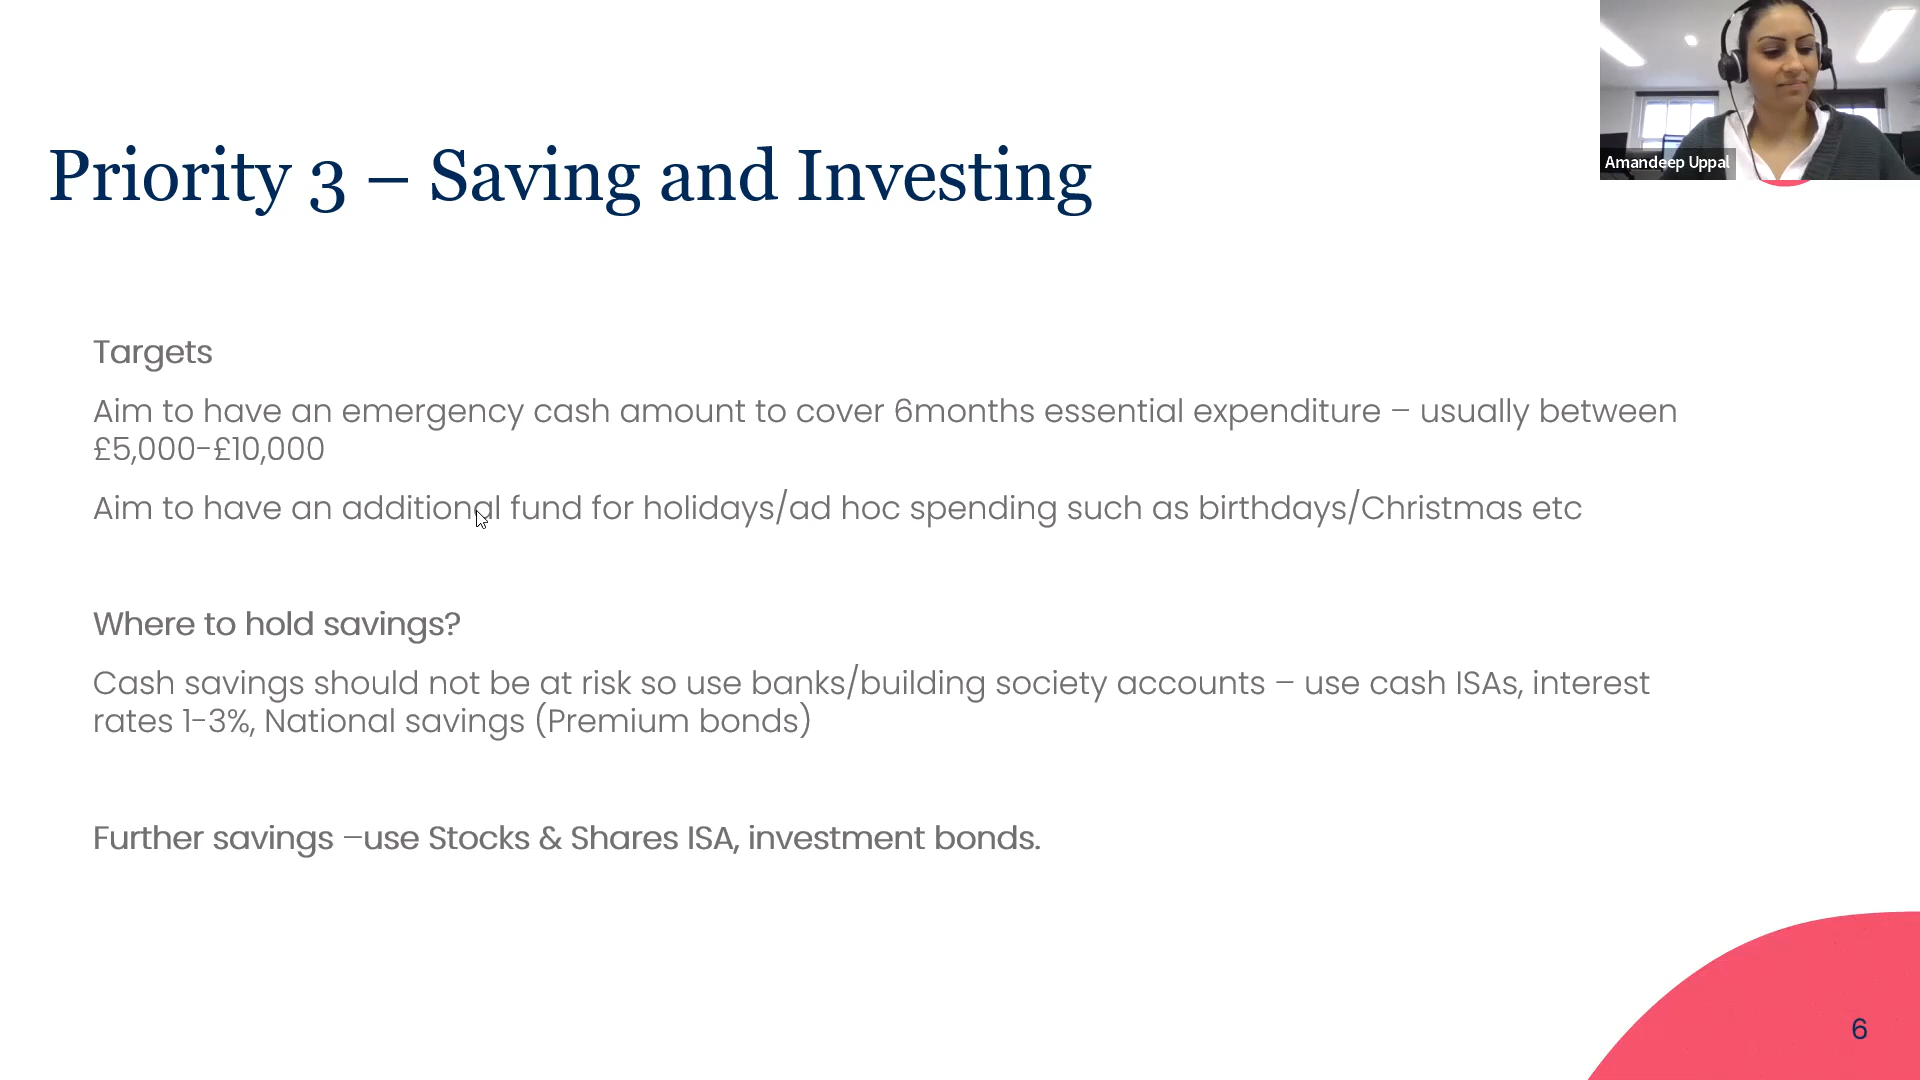 Amandeep Uppal
Priority 3 – Saving and Investing
Targets
Aim to have an emergency cash amount to cover 6months essential expenditure – usually between
£5,000-£10,000
Aim to have an additional fund for holidays/ad hoc spending such as birthdays/Christmas etc
Where to hold savings?
Cash savings should not be at risk so use banks/building society accounts – use cash ISAs, interest
rates 1-3%, National savings (Premium bonds)
Further savings –use Stocks & Shares ISA, investment bonds.
6